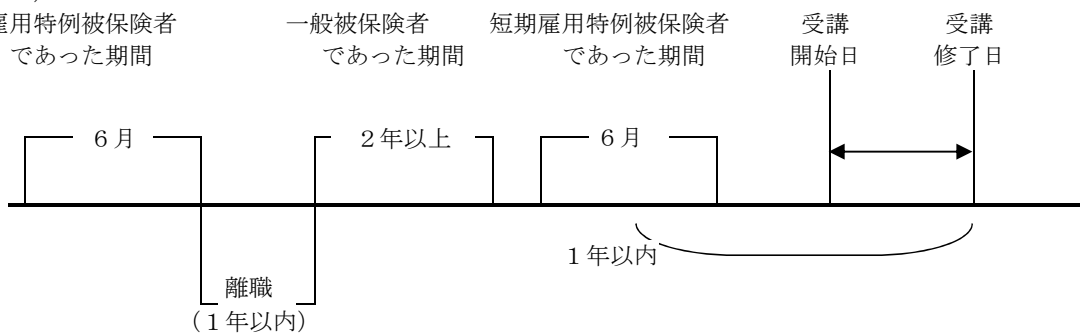 雇用特例被保険者 一般被保険者 短期雇用特例被保険者 受講 受講
であった期間 であった期間 であった期間 開始日 修了日
6月 2年以上 6月
1年以内
離職
(1年以内)